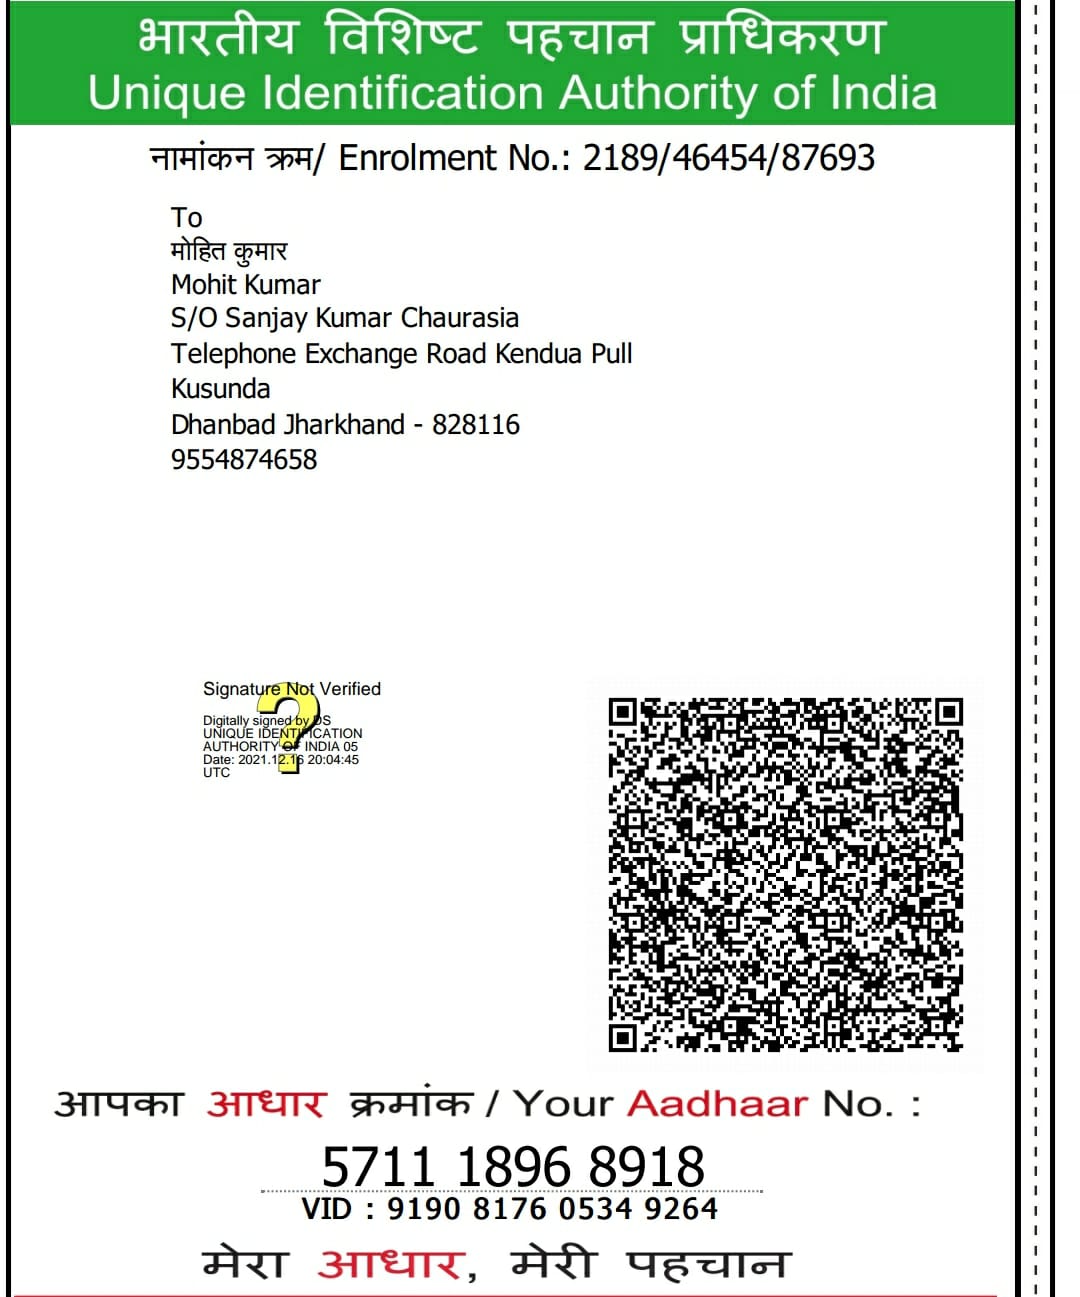 भारतीय विशिष्ट पहचान प्राधिकरण
Unique Identification Authority of India
नामांकन क्रम/ Enrolment No.: 2189/46454/87693
To
मोहित कुमार
Mohit Kumar
S/O Sanjay Kumar Chaurasia
Telephone Exchange Road Kendua Pull
Kusunda
Dhanbad Jharkhand - 828116
9554874658
Signature Not Verified
Digitally signed by DS
UNIQUE IDENTIFICATION
AUTHORITY OF INDIA 05
Date: 2021.12.16 20:04:45
UTC
आपका आधार क्रमांक / Your Aadhaar No. :
5711 1896 8918
VID : 9190 8176 0534 9264
मेरा आधार, मेरी पहचान